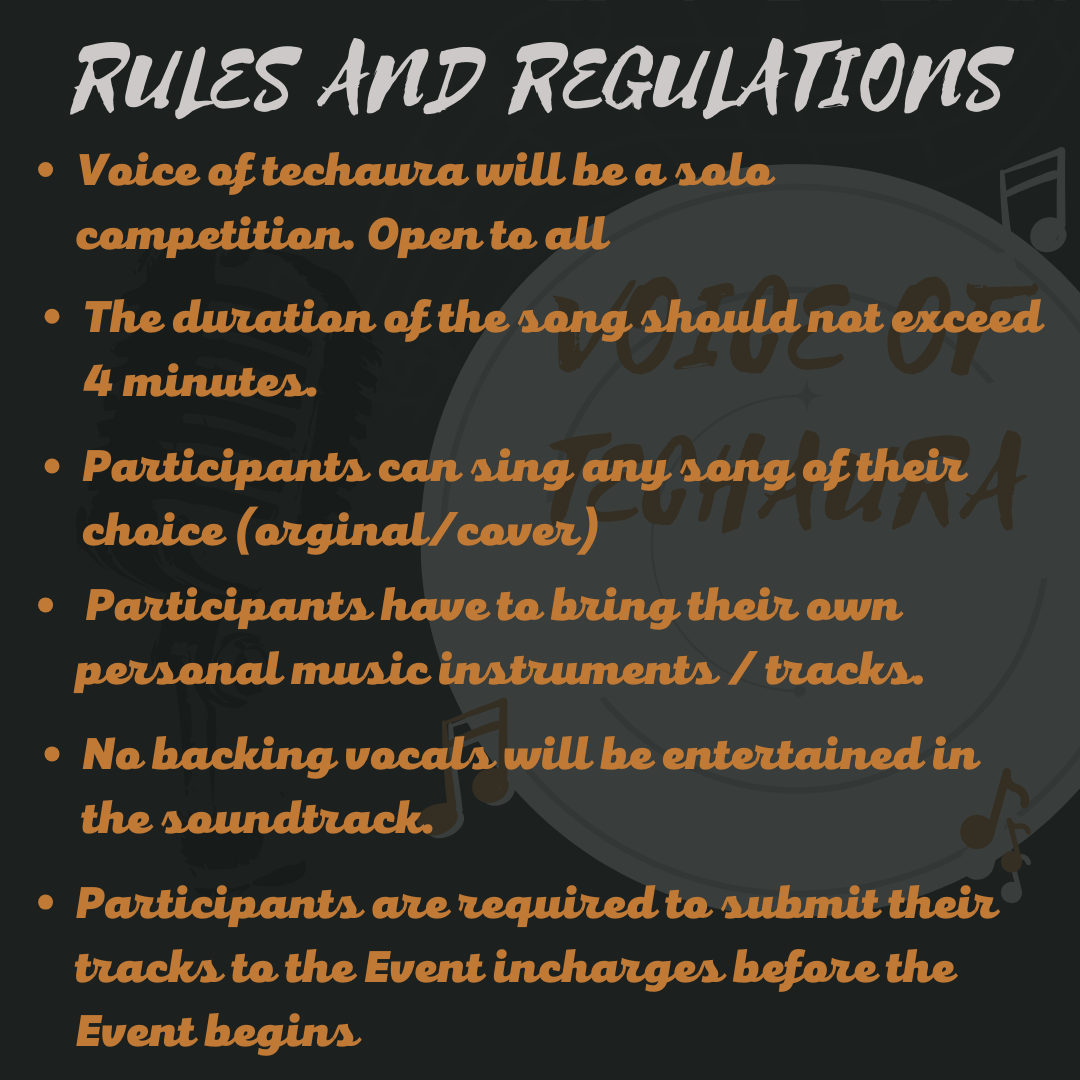 RULES AND REGULATIONS
• Voice of techaura will be a solo
competition. Open to all
• The duration of the song should not exceed
4 minutes.
• Participants can sing any song of their
choice (orginal/cover)
• Participants have to bring their own
personal music instruments / tracks.
• No backing vocals will be entertained in
the soundtrack.
• Participants are required to submit their
tracks to the Event incharges before the
Event begins
VOICE OF
TECHAURA